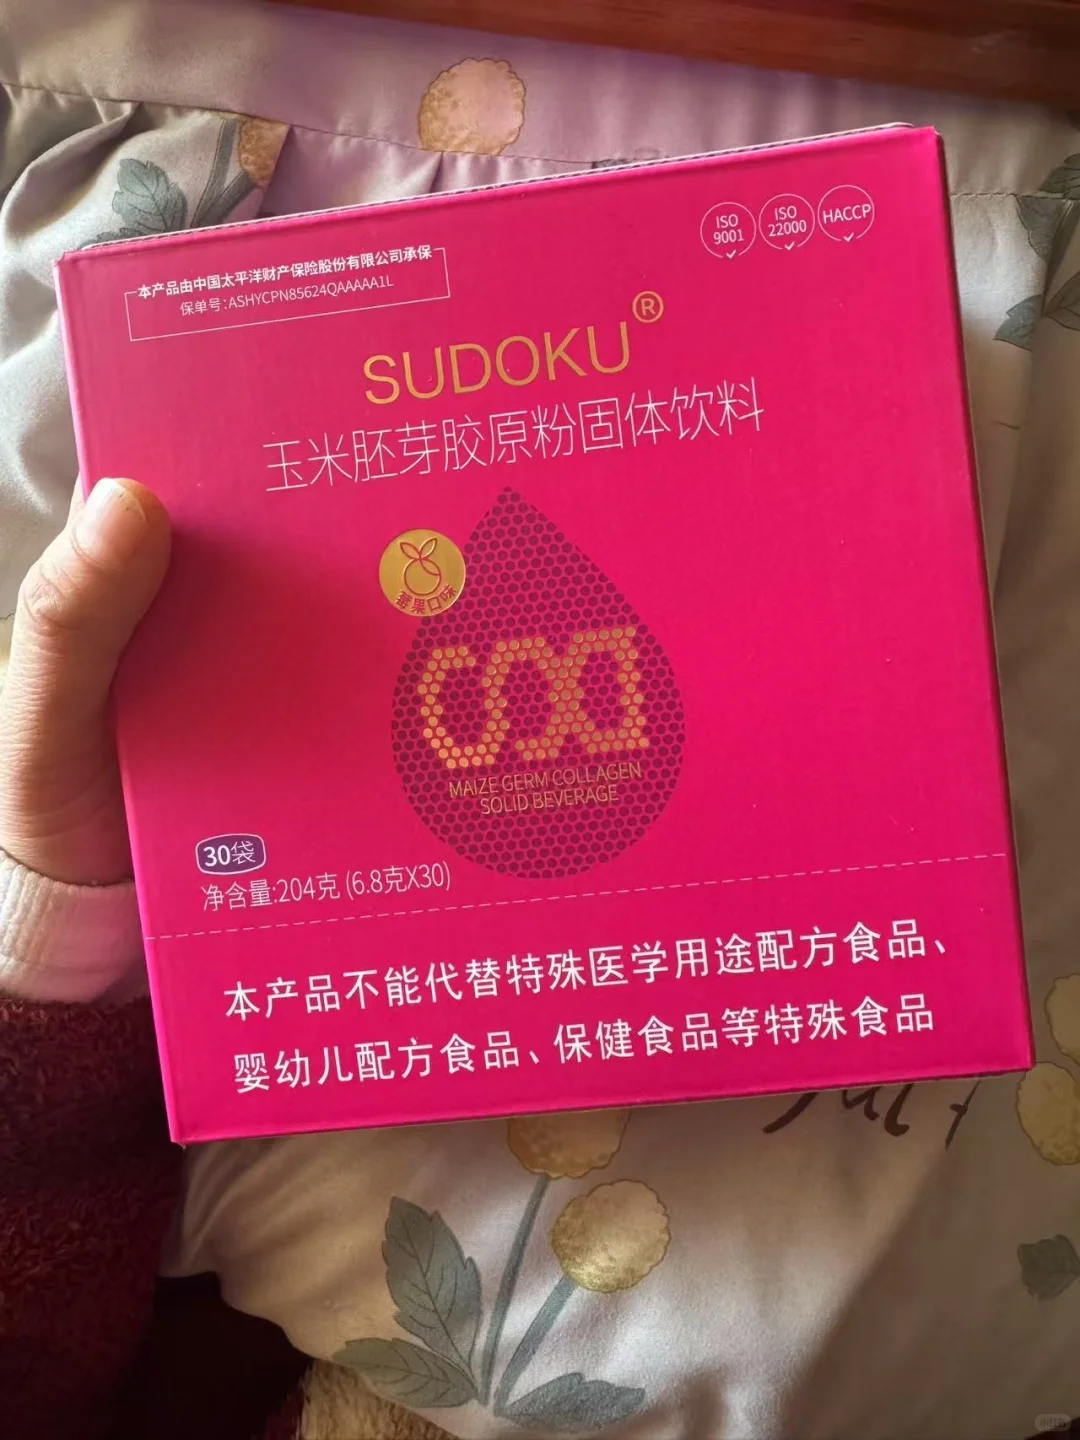 本产品由中国太平洋财产保险股份有限公司承保
保单号:ASHYCPN85624QAAAAA1L
ISO
9001
ISO
22000
HACCP
SUDOKU®
玉米胚芽胶原粉固体饮料
莓果口味
MAIZE GERM COLLAGEN
SOLID BEVERAGE
30袋
净含量:204克 (6.8克X30)
本产品不能代替特殊医学用途配方食品、
婴幼儿配方食品、保健食品等特殊食品
小红书